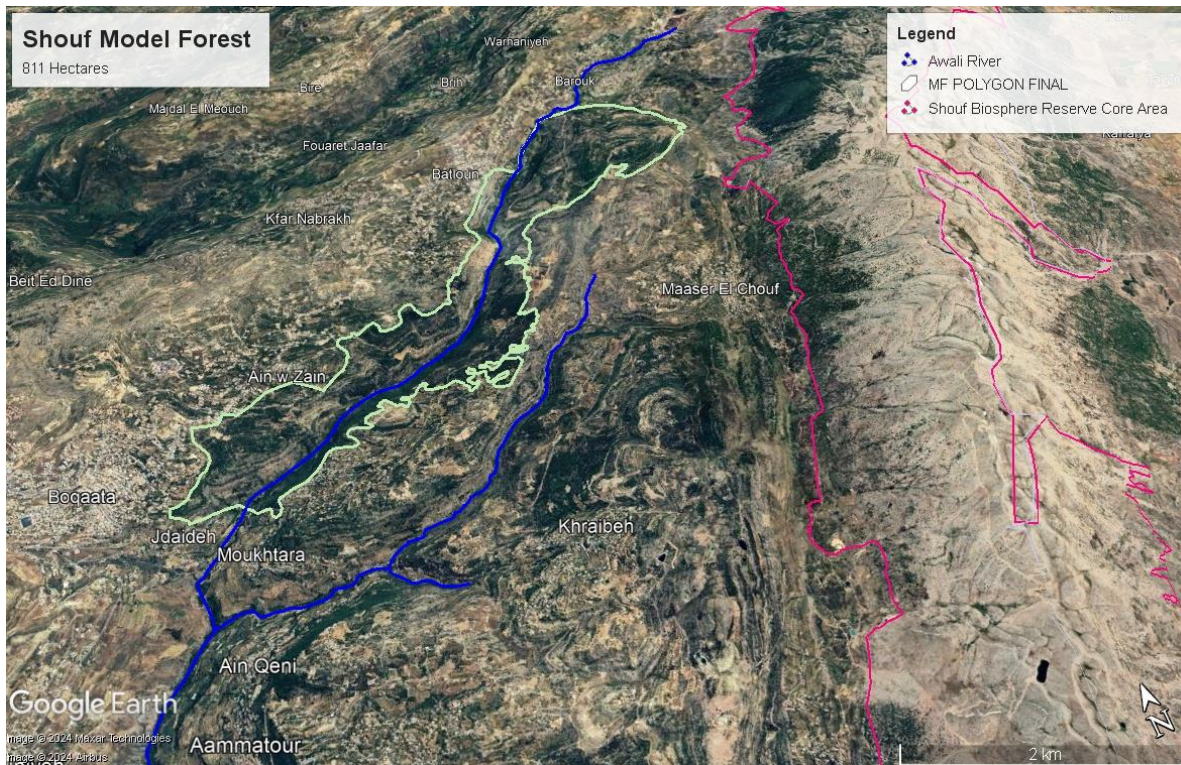 Shouf Model Forest
811 Hectares
Legend
Awali River
MF POLYGON FINAL
Shouf Biosphere Reserve Core Area
Warhaniyeh
Barouk
Brih
Bire
Majdal El Meouch
Fouaret Jaafar
Batloun
Kfar Nabrakh
Beit Ed Dine
Maaser El Chouf
Ain w Zain
Boqaata
Jdaideh
Moukhtara
Khraibeh
Ain Qeni
Google Earth
Aammatour
mage © 2024 Maxar Technologies
mage © 2024 Airbus
N
2 km